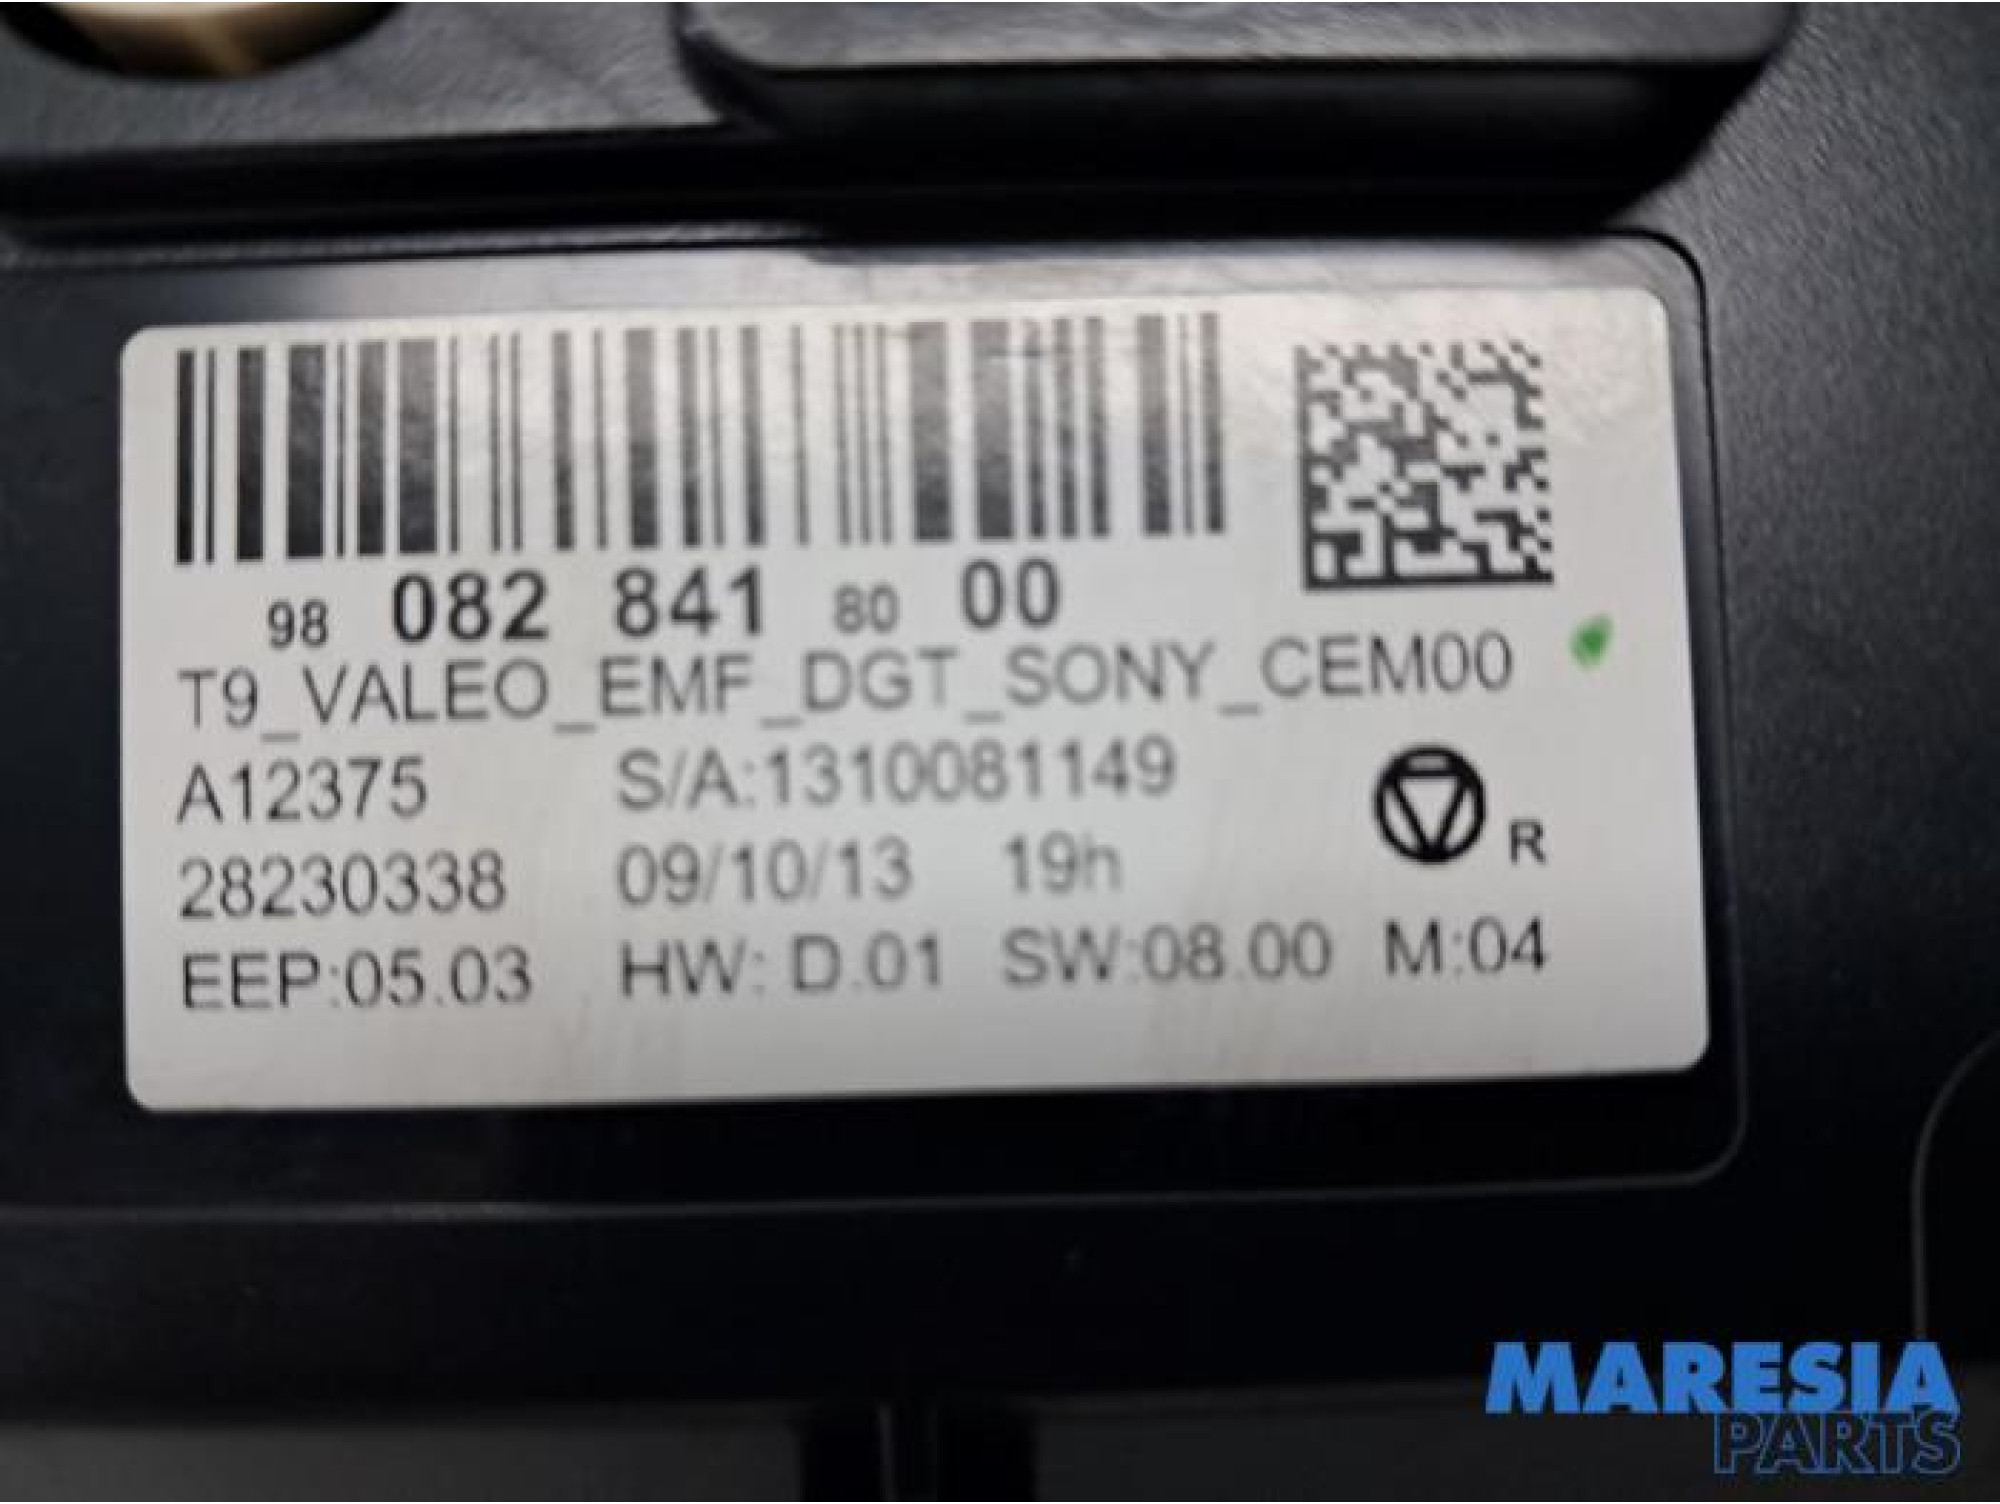 98 082 841 80 00
T9_VALEO_EMF_DGT_SONY_CEM00
A12375 S/A:1310081149
28230338 09/10/13 19h R
EEP:05.03 HW: D.01 SW:08.00 M:04
MARESIA
PARTS